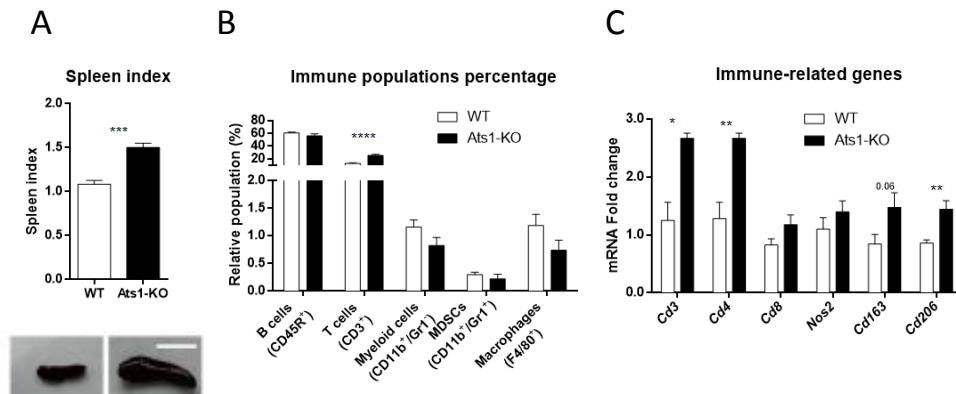 A
B
C
Spleen index
Immune populations percentage
Immune-related genes
Spleen index
2.0
1.5
1.0
0.5
0.0
***
WT
Ats1-KO
Relative population (%)
80
60
40
20
2.0
1.5
1.0
0.5
0.0
****
WT
Ats1-KO
B cells
(CD45R⁺)
T cells
(CD3⁺)
Myeloid cells
(CD11b⁺/Gr1⁻)
MDSCs
(CD11b⁺/Gr1⁺)
Macrophages
(F4/80⁺)
mRNA Fold change
3.0
2.0
1.0
0.0
*
**
0.06
**
WT
Ats1-KO
Cd3
Cd4
Cd8
Nos2
Cd163
Cd206